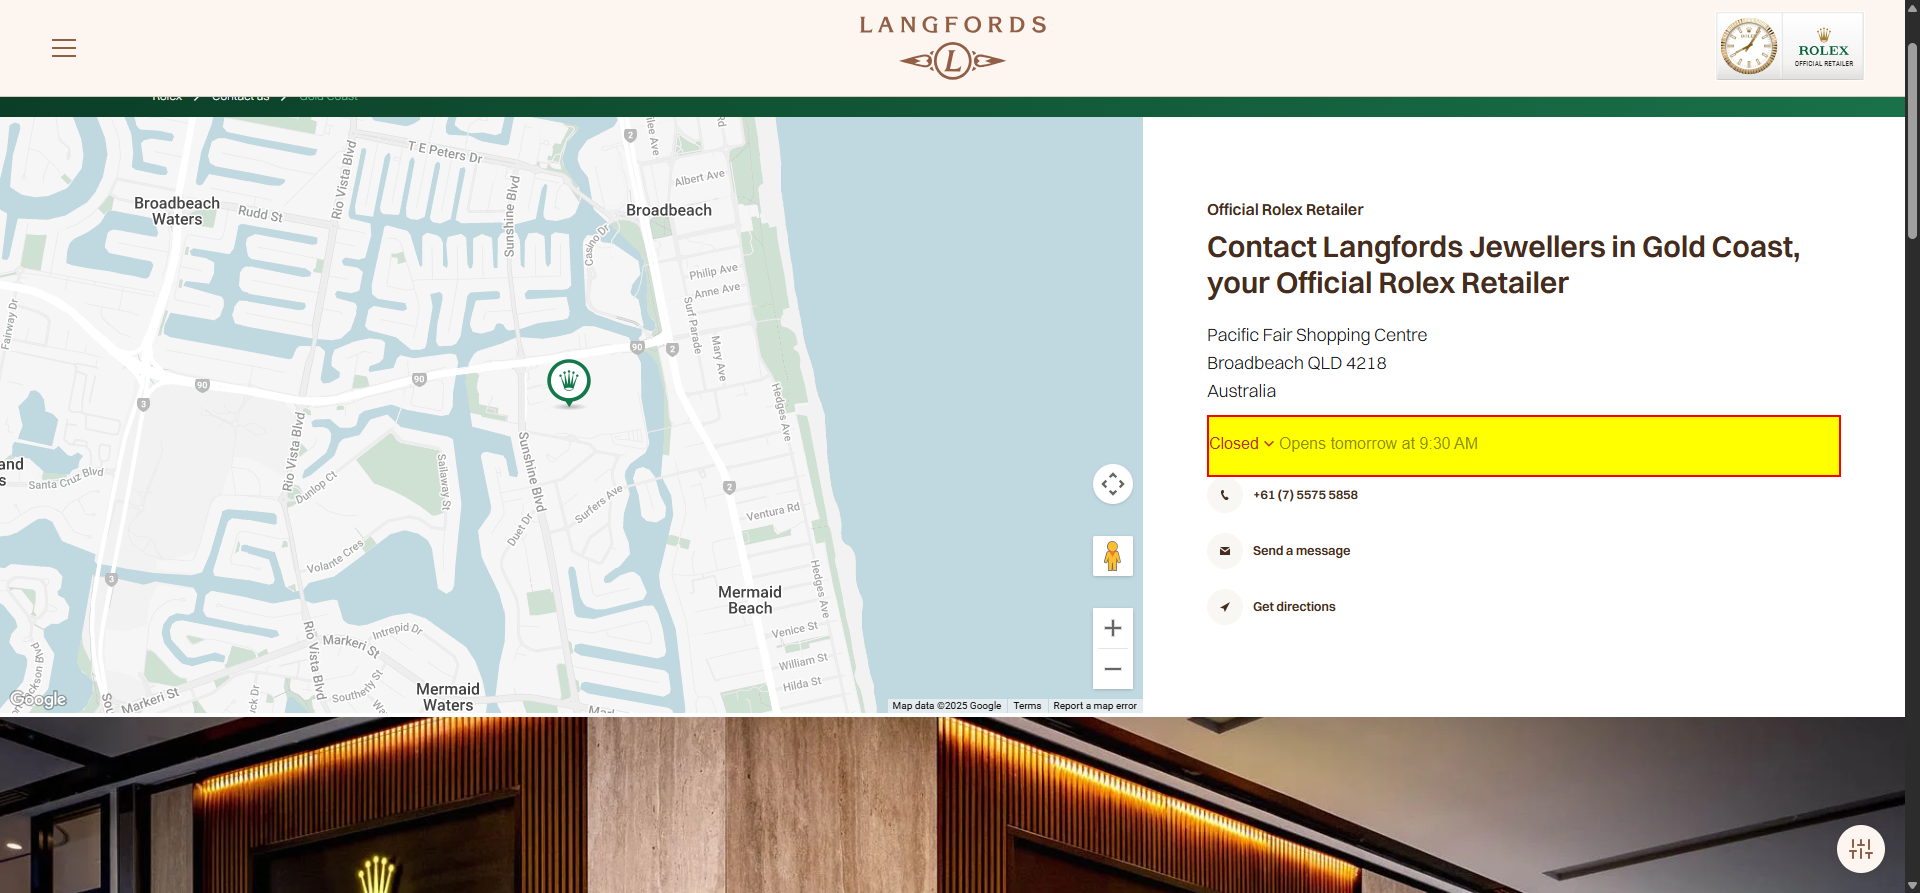 LANGFORDS
L
ROLEX
OFFICIAL RETAILER
Rolex > Contact us > Gold Coast
T E Peters Dr
Rio Vista Blvd
Broadbeach Waters
Rudd St
Sunshine Blvd
Casino Dr
Broadbeach
Albert Ave
Philip Ave
Anne Ave
Surf Parade
Mary Ave
Hedges Ave
Fairway Dr
2
90
2
90
90
3
Rio Vista Blvd
Dunlop Ct
Santa Cruz Blvd
Sailaway St
Sunshine Blvd
Surfers Ave
Duet Dr
2
Ventura Rd
Volante Cres
3
Mermaid Beach
Hedges Ave
Venice St
William St
Hilda St
Intrepid Dr
Markeri St
Rio Vista Blvd
Southerly St
Mermaid Waters
Markeri St
Google
Map data ©2025 Google
Terms
Report a map error
Official Rolex Retailer
Contact Langfords Jewellers in Gold Coast,
your Official Rolex Retailer
Pacific Fair Shopping Centre
Broadbeach QLD 4218
Australia
Closed Opens tomorrow at 9:30 AM
+61 (7) 5575 5858
Send a message
Get directions